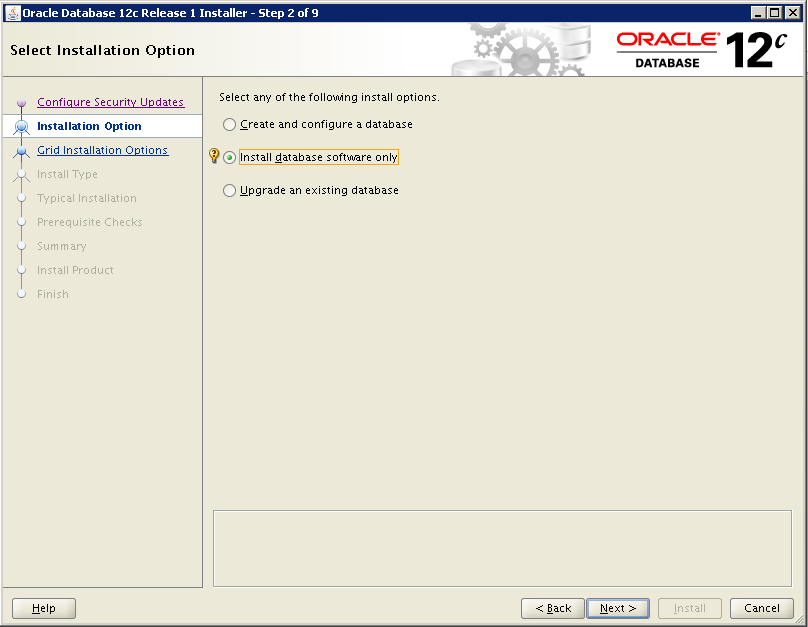 Oracle Database 12c Release 1 Installer - Step 2 of 9
Select Installation Option
ORACLE®
DATABASE
12c
Configure Security Updates
Installation Option
Grid Installation Options
Install Type
Typical Installation
Prerequisite Checks
Summary
Install Product
Finish
Select any of the following install options.
Create and configure a database
Install database software only
Upgrade an existing database
Help
< Back
Next >
Install
Cancel